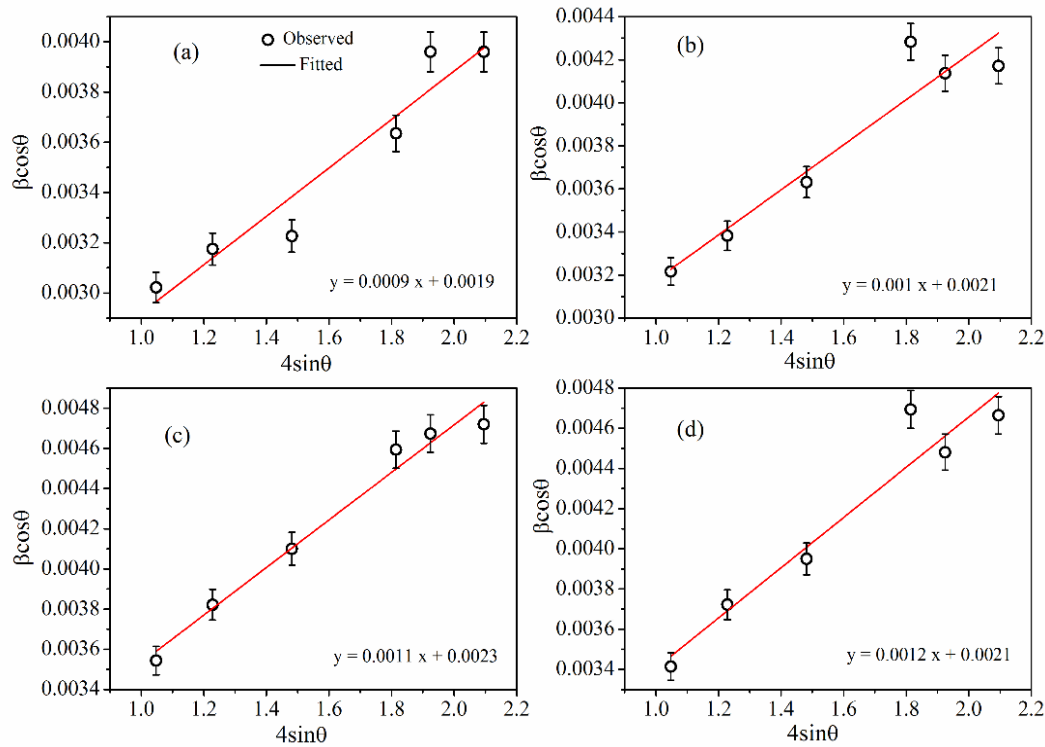 (a)
Observed
Fitted
0.0040
0.0038
0.0036
0.0034
0.0032
0.0030
βcosθ
y = 0.0009 x + 0.0019
1.0 1.2 1.4 1.6 1.8 2.0 2.2
4sinθ
(b)
0.0044
0.0042
0.0040
0.0036
0.0034
0.0032
0.0030
βcosθ
y = 0.001 x + 0.0021
1.0 1.2 1.4 1.6 1.8 2.0 2.2
4sinθ
(c)
0.0048
0.0046
0.0044
0.0042
0.0040
0.0038
0.0036
0.0034
βcosθ
y = 0.0011 x + 0.0023
1.0 1.2 1.4 1.6 1.8 2.0 2.2
4sinθ
(d)
0.0048
0.0046
0.0044
0.0042
0.0040
0.0038
0.0036
0.0034
βcosθ
y = 0.0012 x + 0.0021
1.0 1.2 1.4 1.6 1.8 2.0 2.2
4sinθ